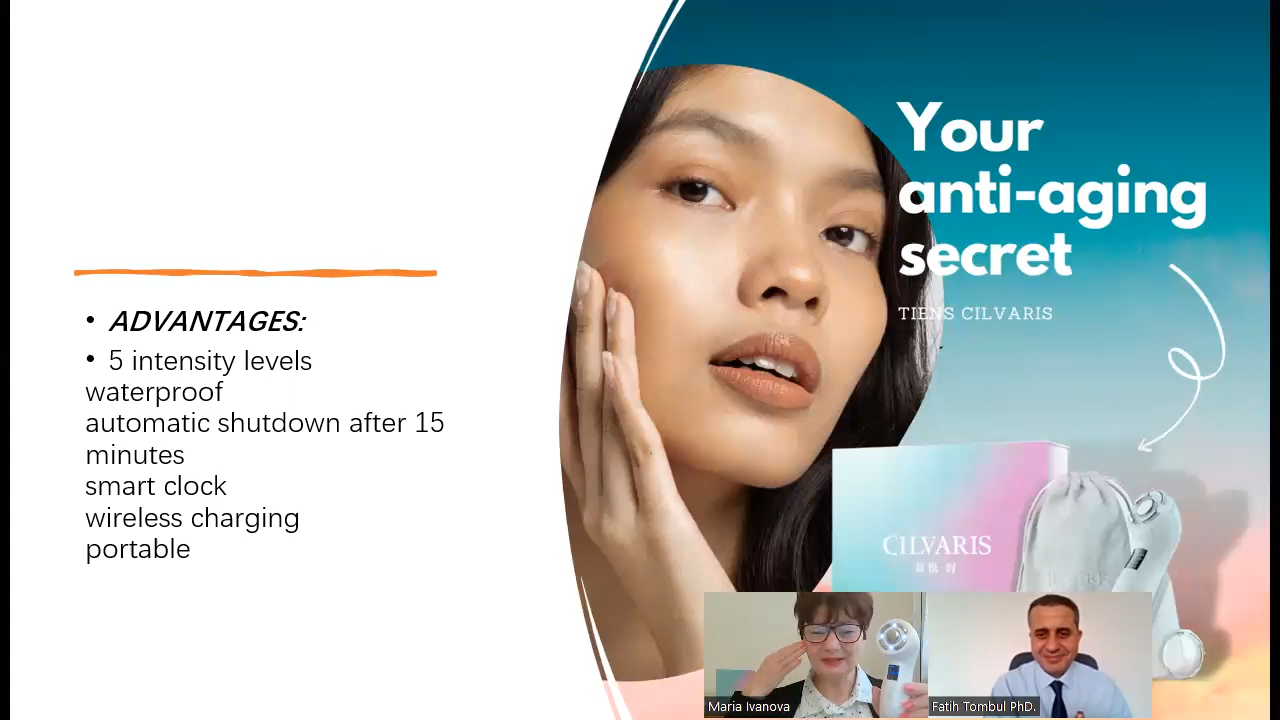 Your
anti-aging
secret
TIENS CILVARIS
• ADVANTAGES:
• 5 intensity levels
waterproof
automatic shutdown after 15
minutes
smart clock
wireless charging
portable
CILVARIS
Maria Ivanova
Fatih Tombul PhD.